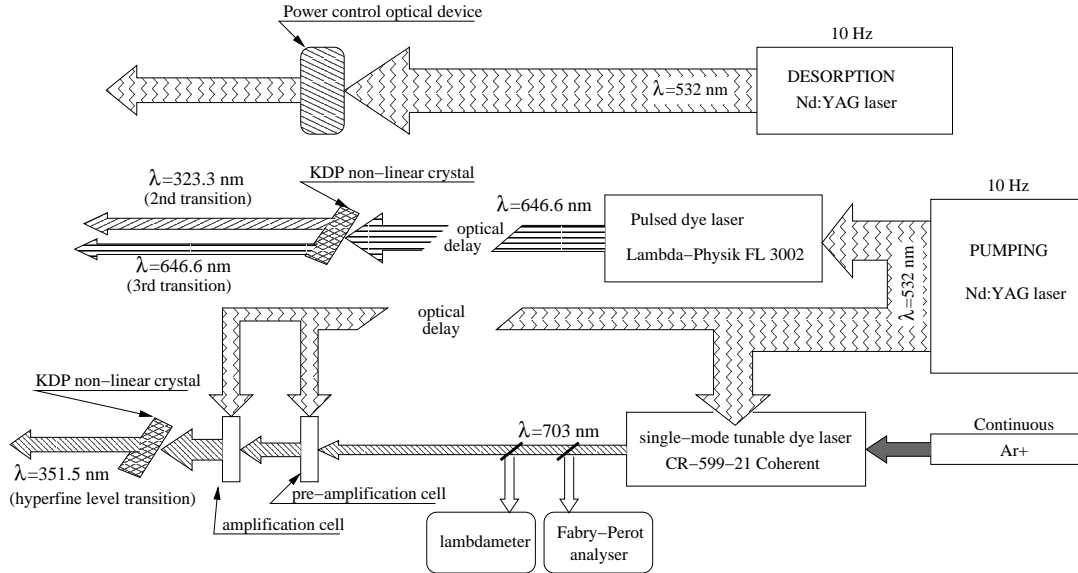 Power control optical device
10 Hz
DESORPTION
Nd:YAG laser
λ=532 nm
KDP non−linear crystal
λ=323.3 nm
(2nd transition)
λ=646.6 nm
(3rd transition)
optical
delay
λ=646.6 nm
Pulsed dye laser
Lambda−Physik FL 3002
10 Hz
PUMPING
Nd:YAG laser
λ=532 nm
optical
delay
KDP non−linear crystal
λ=351.5 nm
(hyperfine level transition)
pre−amplification cell
amplification cell
λ=703 nm
single−mode tunable dye laser
CR−599−21 Coherent
Continuous
Ar+
lambdameter
Fabry−Perot
analyser